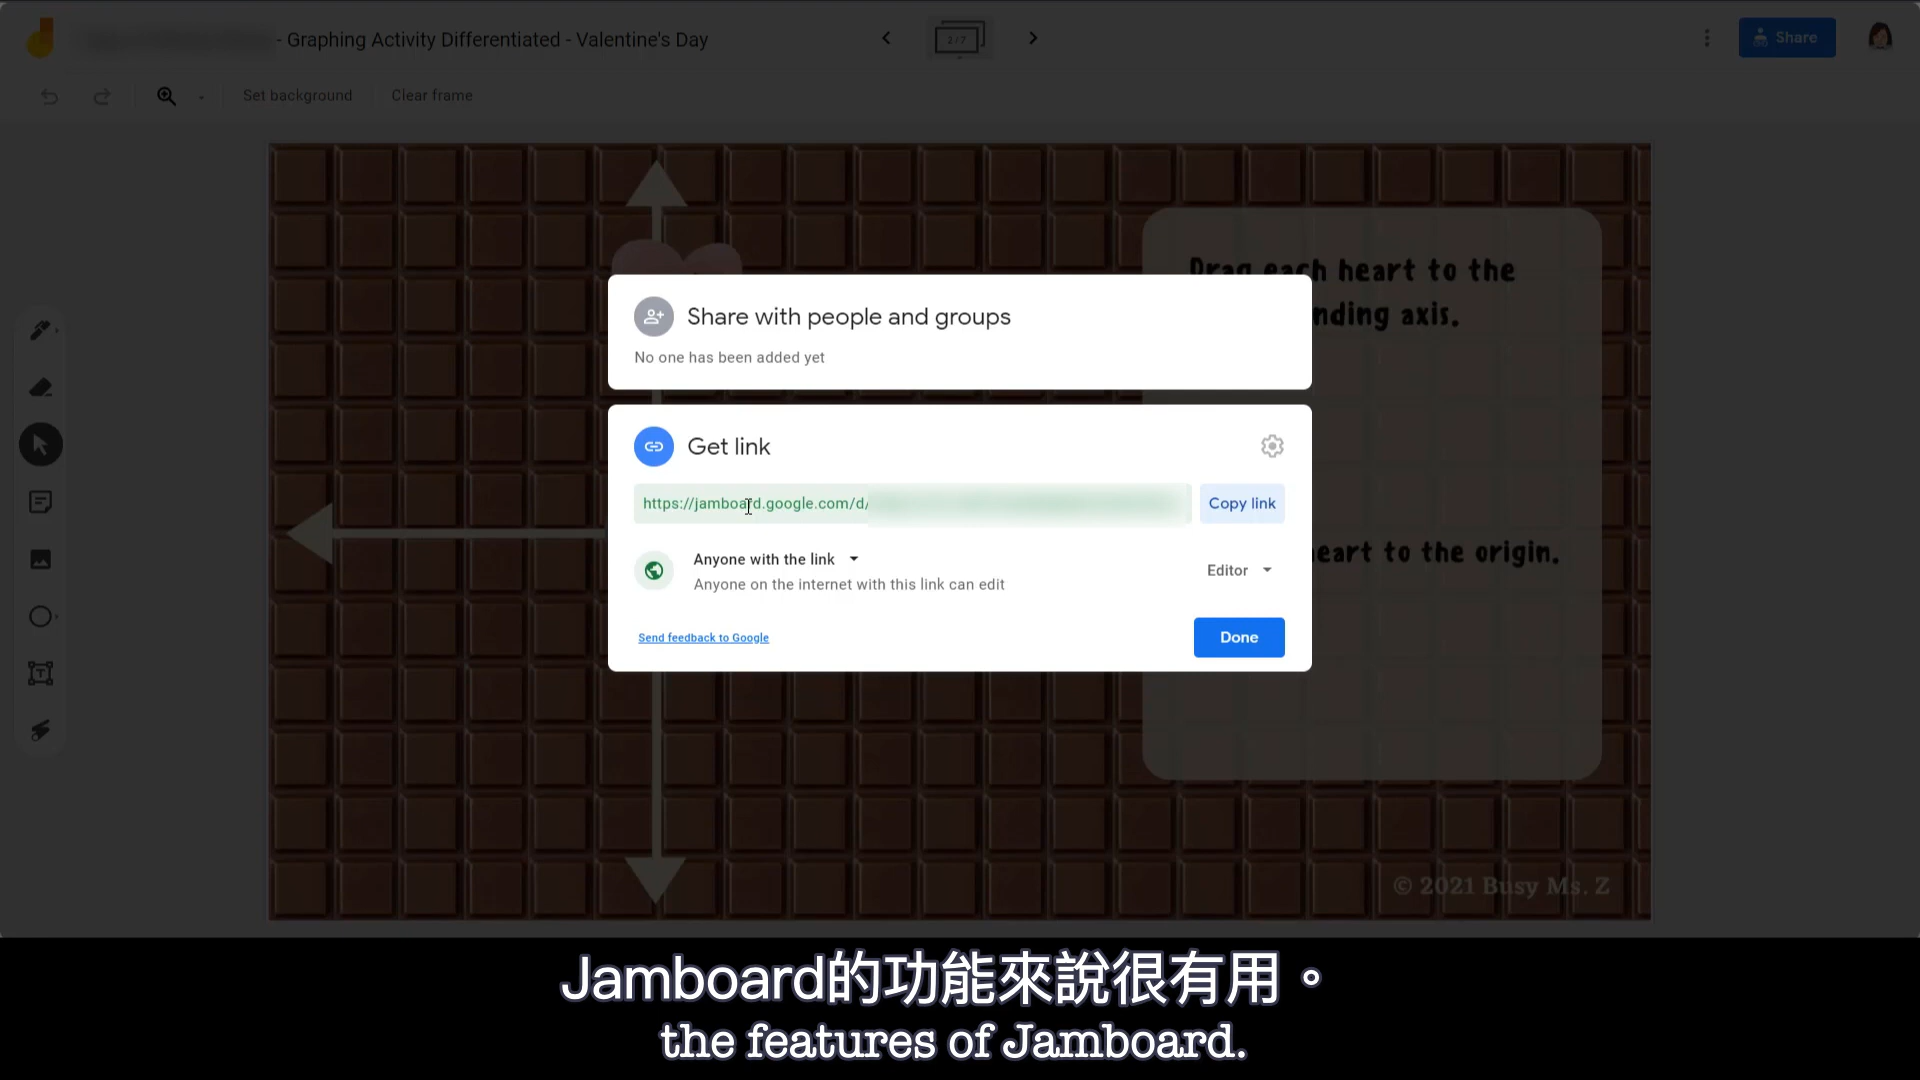 - Graphing Activity Differentiated - Valentine's Day
2 / 7
Share
Set background
Clear frame
Drag each heart to the
nding axis.
Share with people and groups
No one has been added yet
Get link
https://jamboard.google.com/d/
Copy link
Anyone with the link
Anyone on the internet with this link can edit
Editor
eart to the origin.
Send feedback to Google
Done
© 2021 Busy Ms. Z
Jamboard的功能來說很有用。
the features of Jamboard.